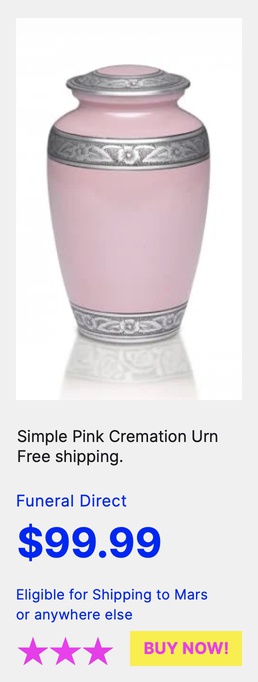 Simple Pink Cremation Urn
Free shipping.
Funeral Direct
$99.99
Eligible for Shipping to Mars
or anywhere else
BUY NOW!